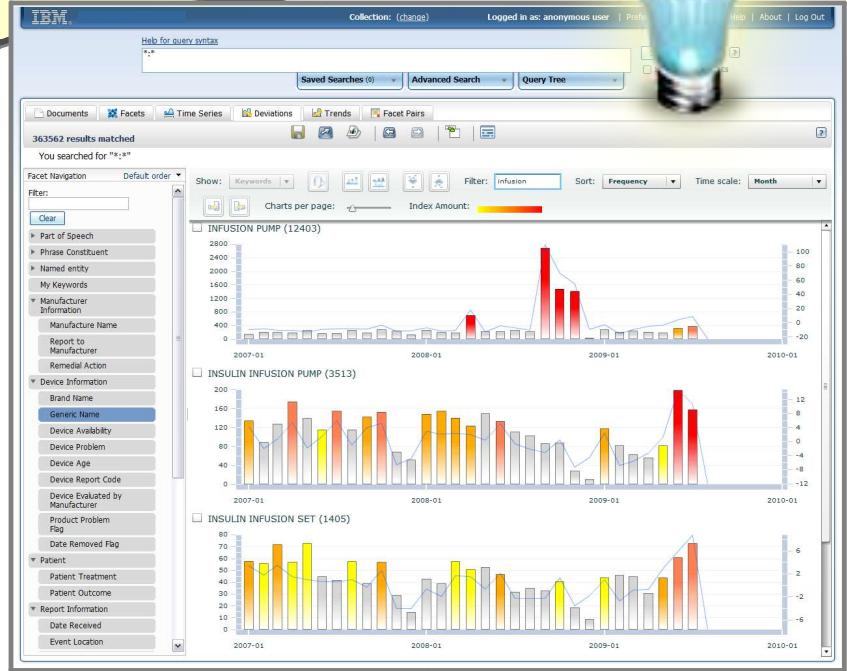 IBM.
Collection: (change) Logged in as: anonymous user | Help | About | Log Out
Help for query syntax
*:*
Saved Searches (0) Advanced Search Query Tree
Documents Facets Time Series Deviations Trends Facet Pairs
363562 results matched
You searched for "*:*"
Facet Navigation Default order
Filter:
Clear
Part of Speech
Phrase Constituent
Named entity
My Keywords
Manufacturer
Information
Manufacture Name
Report to
Manufacturer
Remedial Action
Device Information
Brand Name
Generic Name
Device Availability
Device Problem
Device Age
Device Report Code
Device Evaluated by
Manufacturer
Product Problem
Flag
Date Removed Flag
Patient
Patient Treatment
Patient Outcome
Report Information
Date Received
Event Location
Show: Keywords Filter: infusion Sort: Frequency Time scale: Month
Charts per page: Index Amount:
INFUSION PUMP (12403)
2800
2400
2000
1600
1200
800
400
0
100
80
60
40
20
0
-20
2007-01 2008-01 2009-01 2010-01
INSULIN INFUSION PUMP (3513)
200
160
120
80
40
0
12
8
4
0
-4
-8
-12
2007-01 2008-01 2009-01 2010-01
INSULIN INFUSION SET (1405)
80
70
60
50
40
30
20
10
0
6
2
-2
-6
2007-01 2008-01 2009-01 2010-01